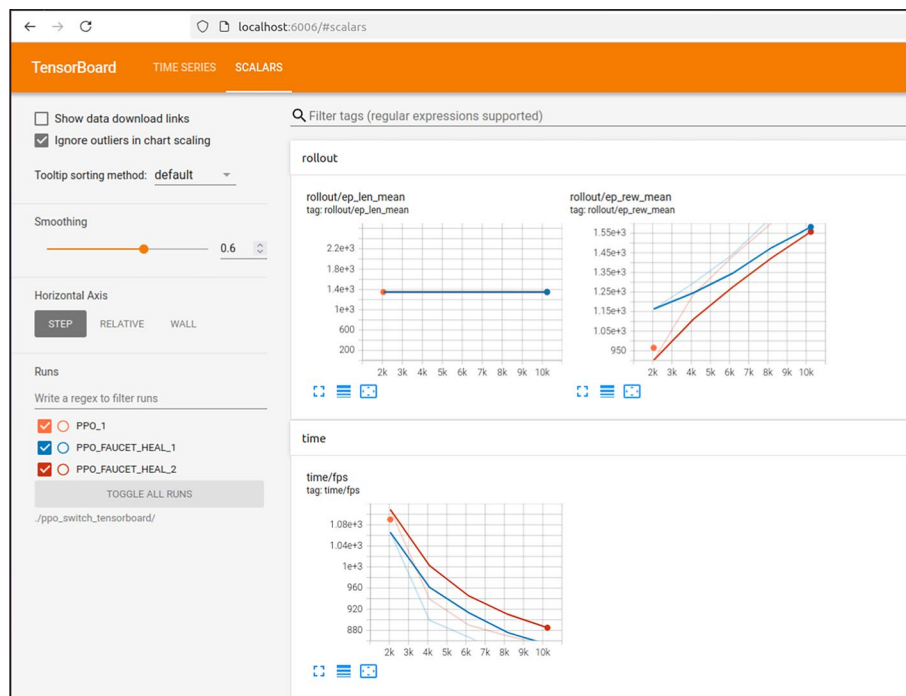 localhost:6006/#scalars
TensorBoard TIME SERIES SCALARS
Show data download links
Ignore outliers in chart scaling
Tooltip sorting method: default
Smoothing
0.6
Horizontal Axis
STEP RELATIVE WALL
Runs
Write a regex to filter runs
PPO_1
PPO_FAUCET_HEAL_1
PPO_FAUCET_HEAL_2
TOGGLE ALL RUNS
./ppo_switch_tensorboard/
Filter tags (regular expressions supported)
rollout
rollout/ep_len_mean
tag: rollout/ep_len_mean
2.2e+3
1.8e+3
1.4e+3
1e+3
600
200
2k 3k 4k 5k 6k 7k 8k 9k 10k
rollout/ep_rew_mean
tag: rollout/ep_rew_mean
1.55e+3
1.45e+3
1.35e+3
1.25e+3
1.15e+3
1.05e+3
950
2k 3k 4k 5k 6k 7k 8k 9k 10k
time
time/fps
tag: time/fps
1.08e+3
1.04e+3
1e+3
960
920
880
2k 3k 4k 5k 6k 7k 8k 9k 10k